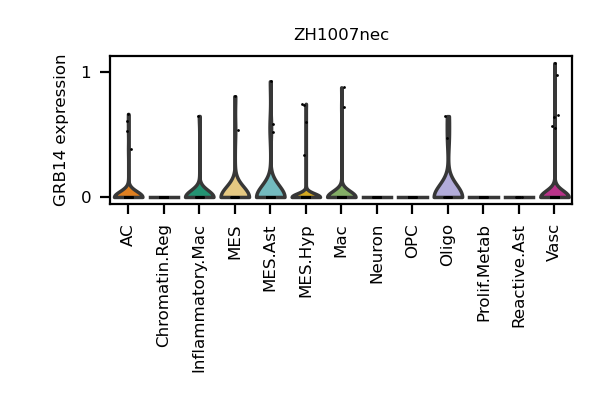 ZH1007nec
GRB14 expression
1
0
AC
Chromatin.Reg
Inflammatory.Mac
MES
MES.Ast
MES.Hyp
Mac
Neuron
OPC
Oligo
Prolif.Metab
Reactive.Ast
Vasc